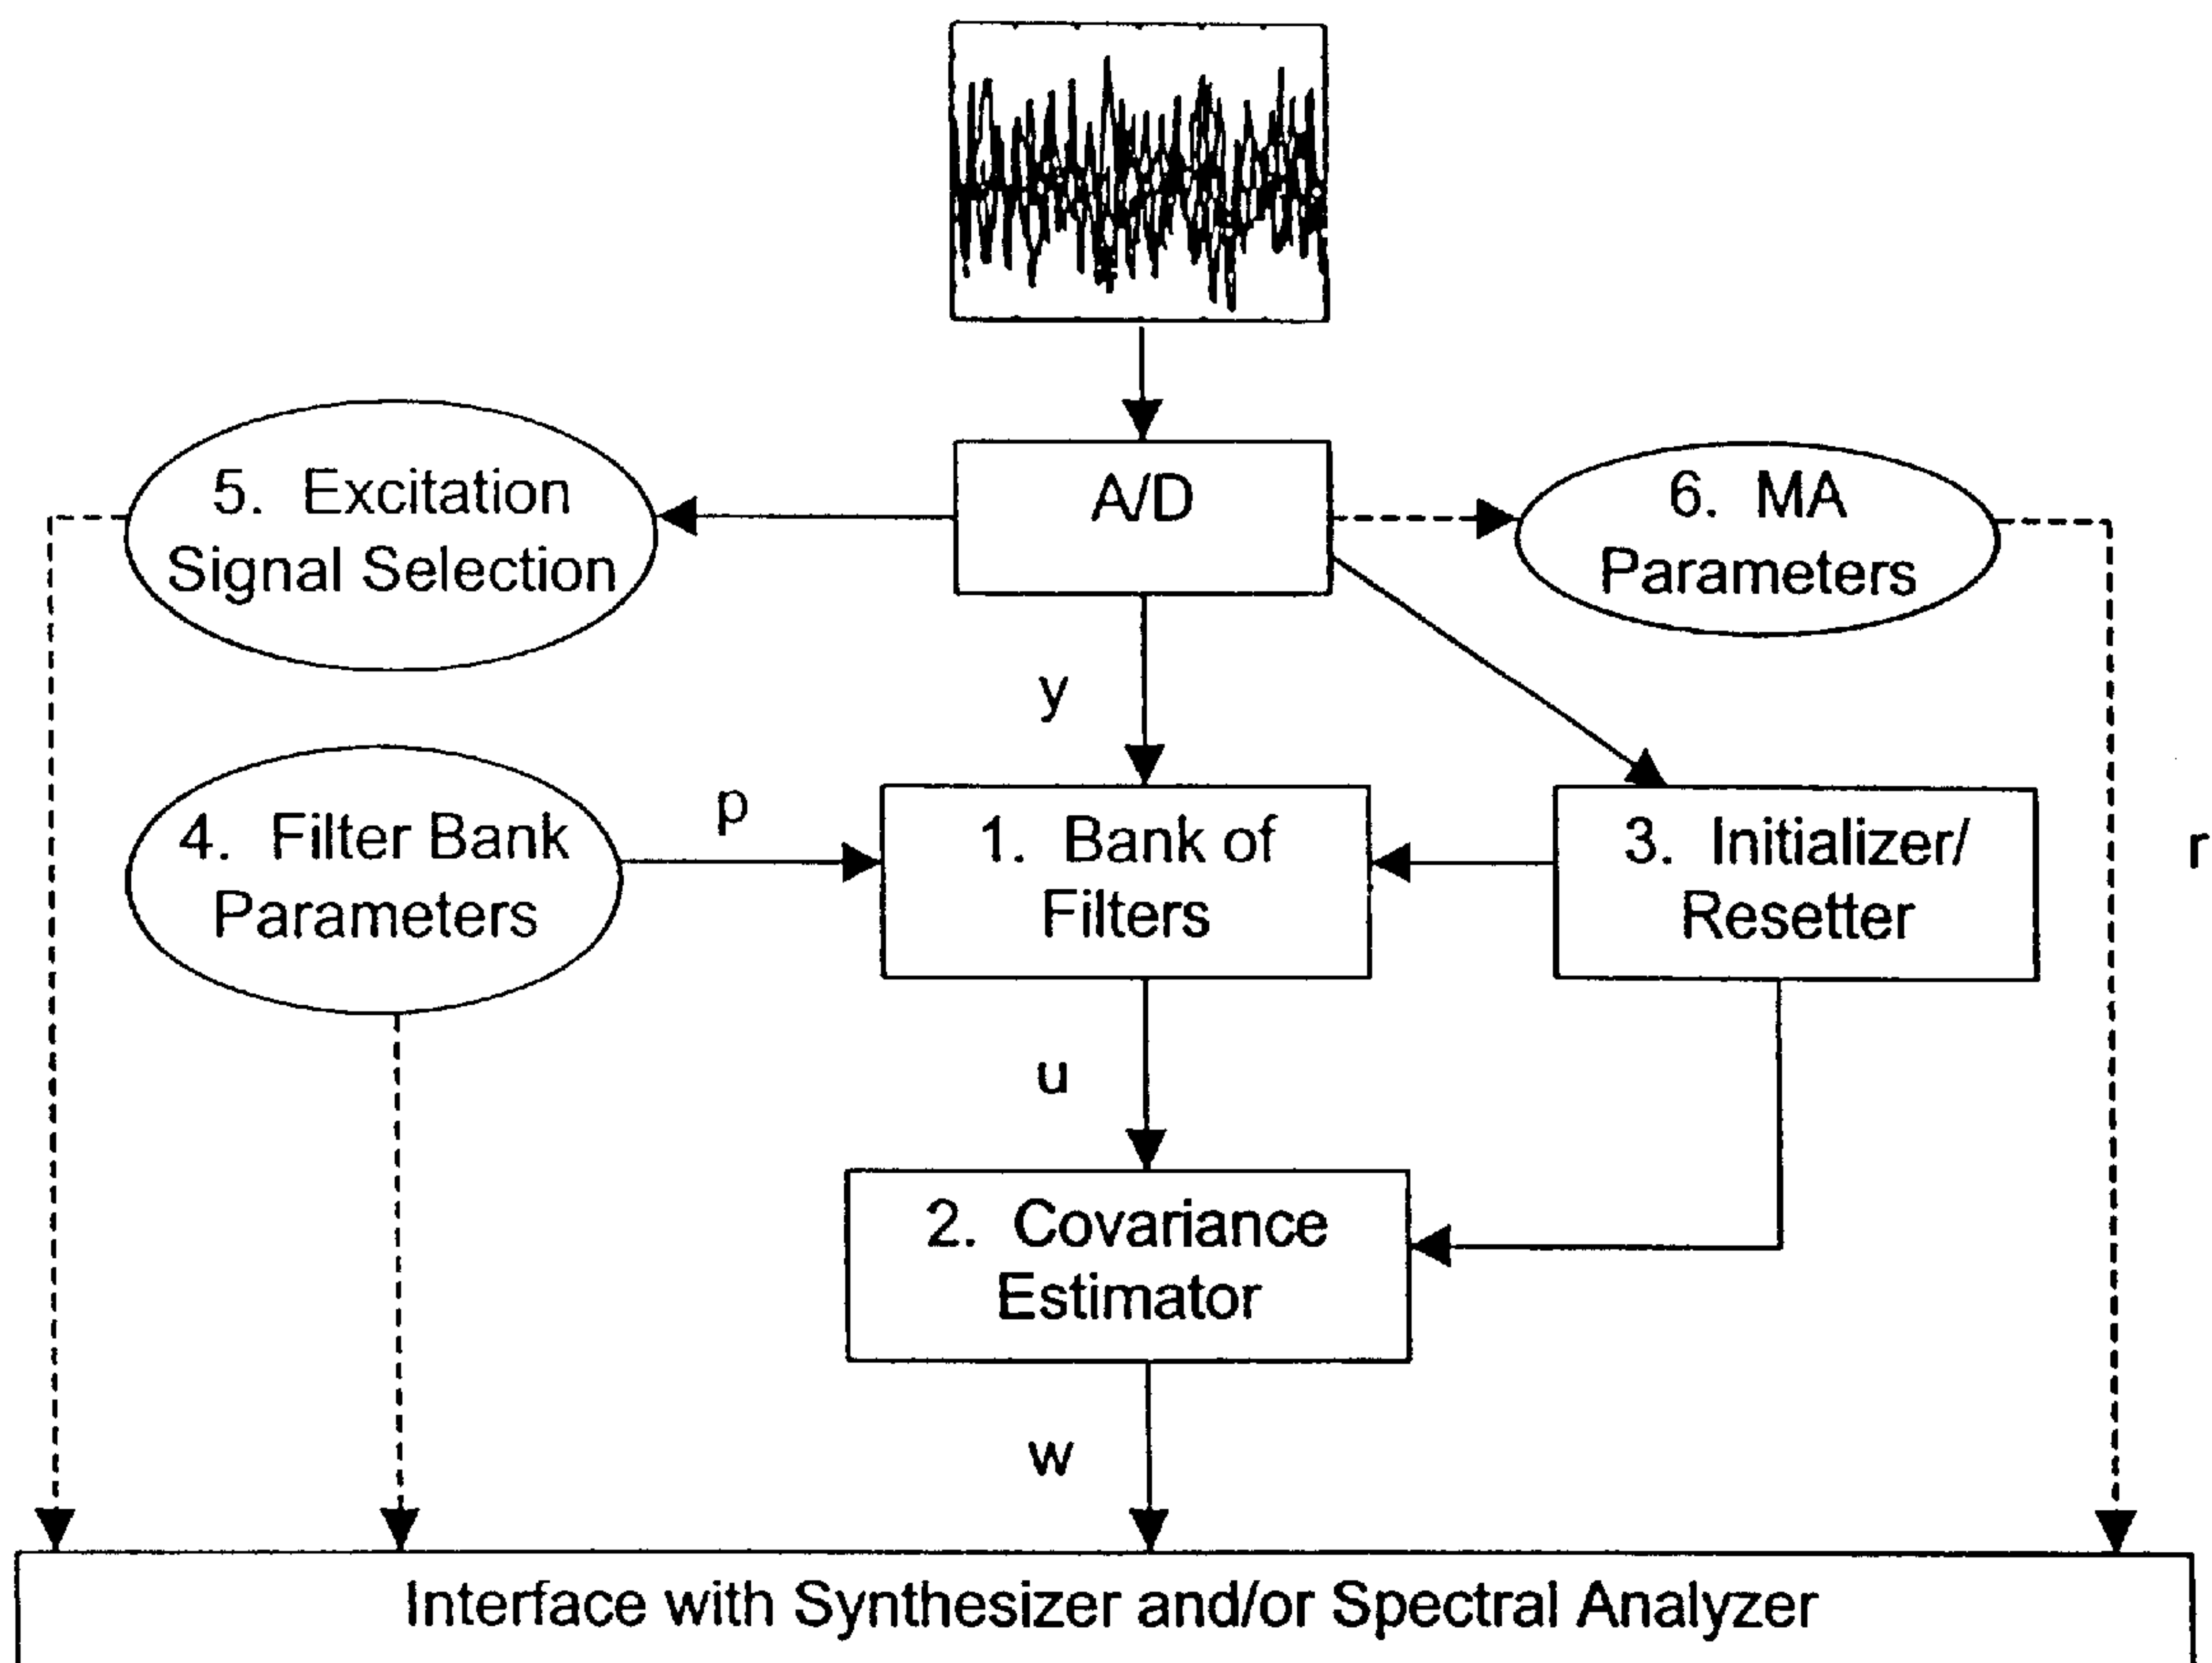 A/D
5. Excitation
Signal Selection
6. MA
Parameters
y
4. Filter Bank
Parameters
p
1. Bank of
Filters
3. Initializer/
Resetter
r
u
2. Covariance
Estimator
w
Interface with Synthesizer and/or Spectral Analyzer